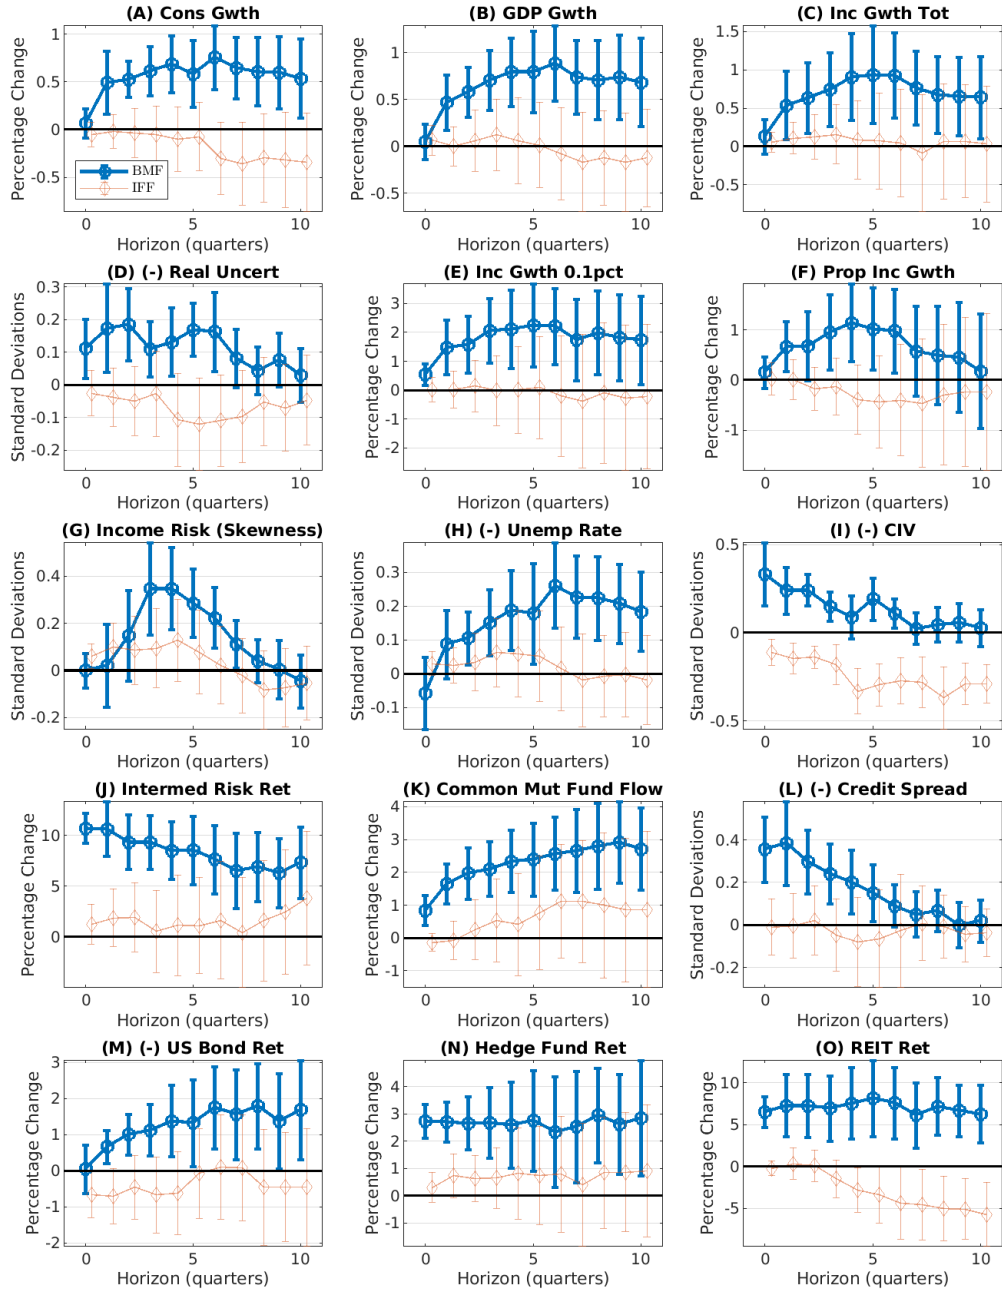 (A) Cons Gwth
Percentage Change
1
0.5
0
-0.5
BMF
IFF
0 5 10
Horizon (quarters)
(B) GDP Gwth
Percentage Change
1
0.5
0
-0.5
0 5 10
Horizon (quarters)
(C) Inc Gwth Tot
Percentage Change
1.5
1
0.5
0
-0.5
0 5 10
Horizon (quarters)
(D) (-) Real Uncert
Standard Deviations
0.3
0.2
0.1
0
-0.1
-0.2
0 5 10
Horizon (quarters)
(E) Inc Gwth 0.1pct
Percentage Change
3
2
1
0
-1
-2
0 5 10
Horizon (quarters)
(F) Prop Inc Gwth
Percentage Change
1
0
-1
0 5 10
Horizon (quarters)
(G) Income Risk (Skewness)
Standard Deviations
0.4
0.2
0
-0.2
0 5 10
Horizon (quarters)
(H) (-) Unemp Rate
Standard Deviations
0.3
0.2
0.1
0
-0.1
0 5 10
Horizon (quarters)
(I) (-) CIV
Standard Deviations
0.5
0
-0.5
0 5 10
Horizon (quarters)
(J) Intermed Risk Ret
Percentage Change
10
5
0
0 5 10
Horizon (quarters)
(K) Common Mut Fund Flow
Percentage Change
4
3
2
1
0
-1
0 5 10
Horizon (quarters)
(L) (-) Credit Spread
Standard Deviations
0.4
0.2
0
-0.2
0 5 10
Horizon (quarters)
(M) (-) US Bond Ret
Percentage Change
3
2
1
0
-1
-2
0 5 10
Horizon (quarters)
(N) Hedge Fund Ret
Percentage Change
4
3
2
1
0
-1
0 5 10
Horizon (quarters)
(O) REIT Ret
Percentage Change
10
5
0
-5
0 5 10
Horizon (quarters)